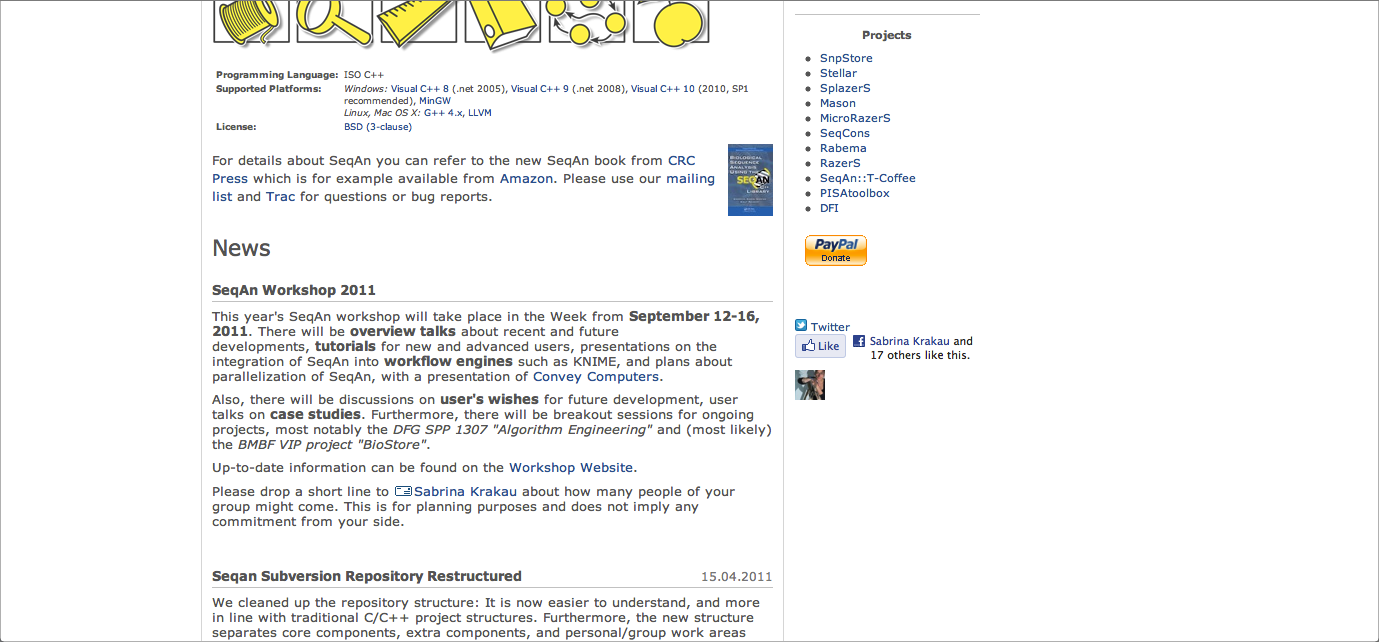 Programming Language: ISO C++
Supported Platforms: Windows: Visual C++ 8 (.net 2005), Visual C++ 9 (.net 2008), Visual C++ 10 (2010, SP1
recommended), MinGW
Linux, Mac OS X: G++ 4.x, LLVM
License: BSD (3-clause)
For details about SeqAn you can refer to the new SeqAn book from CRC
Press which is for example available from Amazon. Please use our mailing
list and Trac for questions or bug reports.
BIOLOGICAL
SEQUENCE
ANALYSIS
USING THE
SEQAN
C++
LIBRARY
News
SeqAn Workshop 2011
This year's SeqAn workshop will take place in the Week from September 12-16,
2011. There will be overview talks about recent and future
developments, tutorials for new and advanced users, presentations on the
integration of SeqAn into workflow engines such as KNIME, and plans about
parallelization of SeqAn, with a presentation of Convey Computers.
Also, there will be discussions on user's wishes for future development, user
talks on case studies. Furthermore, there will be breakout sessions for ongoing
projects, most notably the DFG SPP 1307 "Algorithm Engineering" and (most likely)
the BMBF VIP project "BioStore".
Up-to-date information can be found on the Workshop Website.
Please drop a short line to Sabrina Krakau about how many people of your
group might come. This is for planning purposes and does not imply any
commitment from your side.
Seqan Subversion Repository Restructured 15.04.2011
We cleaned up the repository structure: It is now easier to understand, and more
in line with traditional C/C++ project structures. Furthermore, the new structure
separates core components, extra components, and personal/group work areas
Projects
SnpStore
Stellar
SplazerS
Mason
MicroRazerS
SeqCons
Rabema
RazerS
SeqAn::T-Coffee
PISAtoolbox
DFI
PayPal
Donate
Twitter
Like
Sabrina Krakau and
17 others like this.